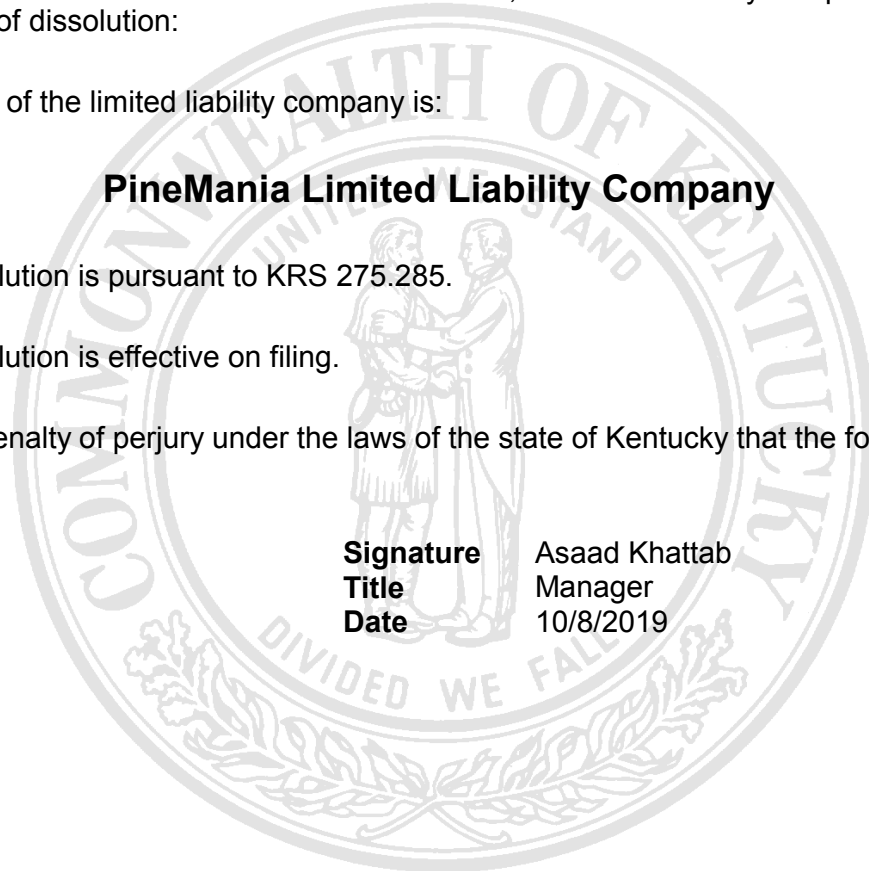 of dissolution:
of the limited liability company is:
PineMania Limited Liability Company
lution is pursuant to KRS 275.285.
lution is effective on filing.
enalty of perjury under the laws of the state of Kentucky that the fo
Signature Asaad Khattab
Title Manager
Date 10/8/2019
COMMONWEALTH OF KENTUCKY
UNITED WE STAND
DIVIDED WE FALL